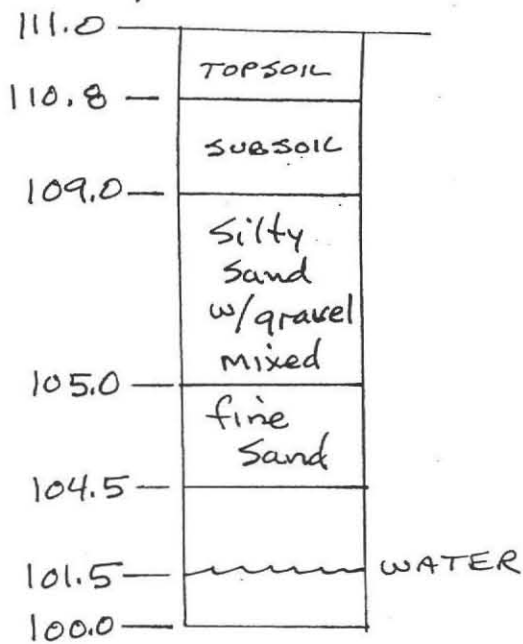 111.0
TOPSOIL
110.8
SUBSOIL
109.0
Silty
Sand
w/gravel
mixed
105.0
fine
Sand
104.5
101.5
WATER
100.0